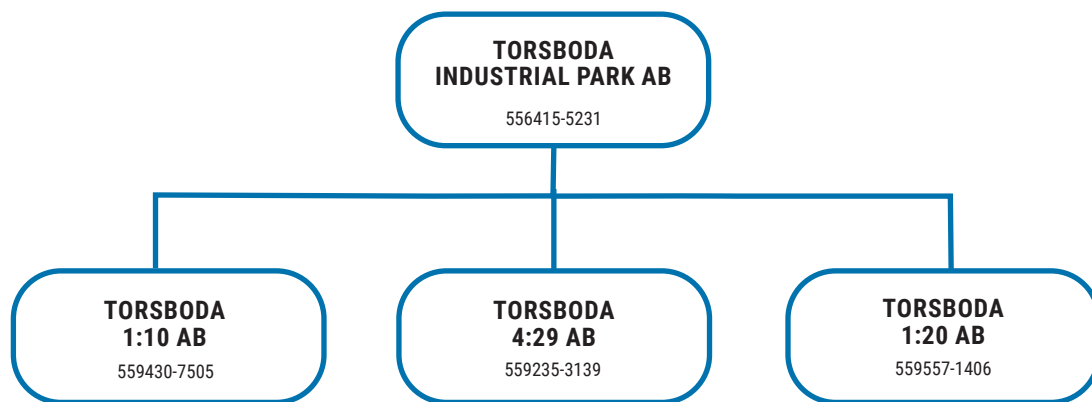 TORSBODA
INDUSTRIAL PARK AB
556415-5231
TORSBODA
1:10 AB
559430-7505
TORSBODA
4:29 AB
559235-3139
TORSBODA
1:20 AB
559557-1406